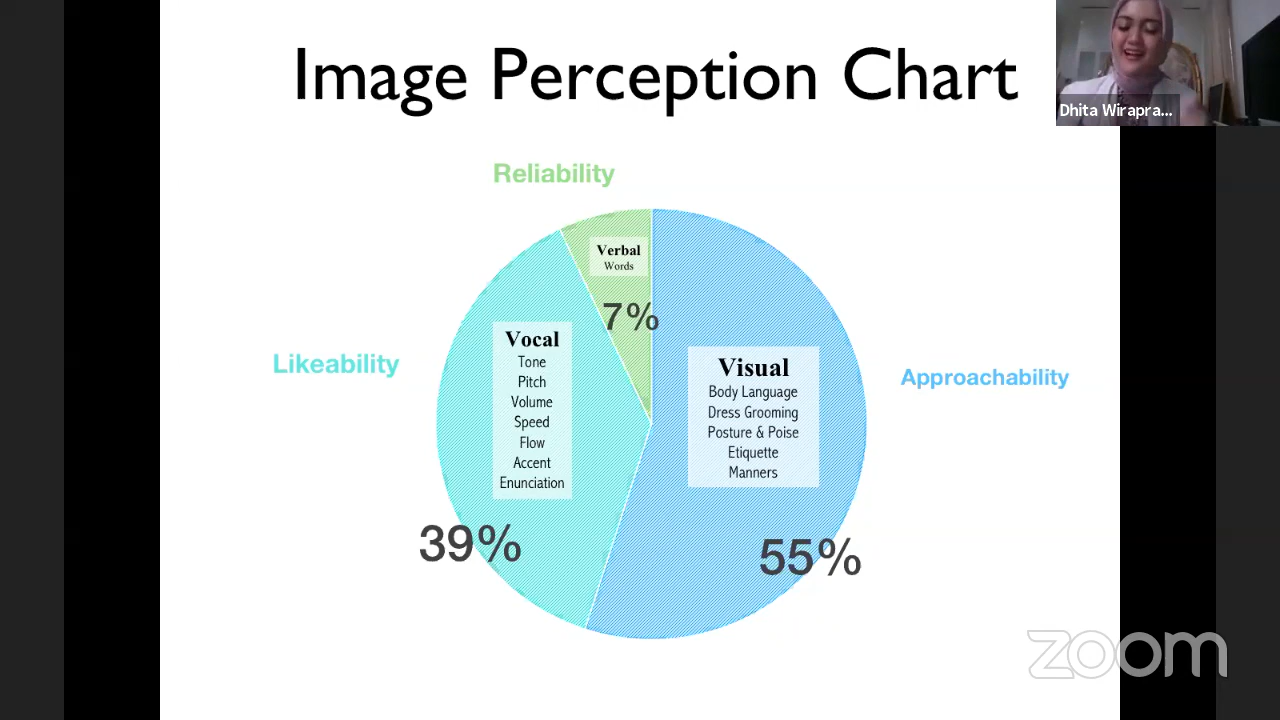 Image Perception Chart
Dhita Wirapra...
Reliability
Verbal
Words
7%
Likeability
Vocal
Tone
Pitch
Volume
Speed
Flow
Accent
Enunciation
39%
Visual
Body Language
Dress Grooming
Posture & Poise
Etiquette
Manners
55%
Approachability
zoom